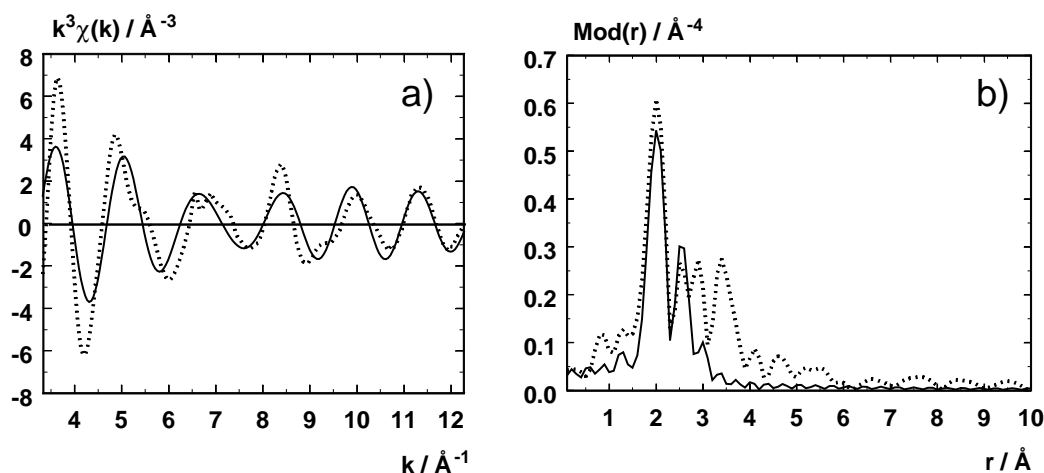 k³χ(k) / Å⁻³
8
6
4
2
0
-2
-4
-6
-8
a)
4 5 6 7 8 9 10 11 12
k / Å⁻¹
Mod(r) / Å⁻⁴
0.7
0.6
0.5
0.4
0.3
0.2
0.1
0.0
b)
1 2 3 4 5 6 7 8 9 10
r / Å